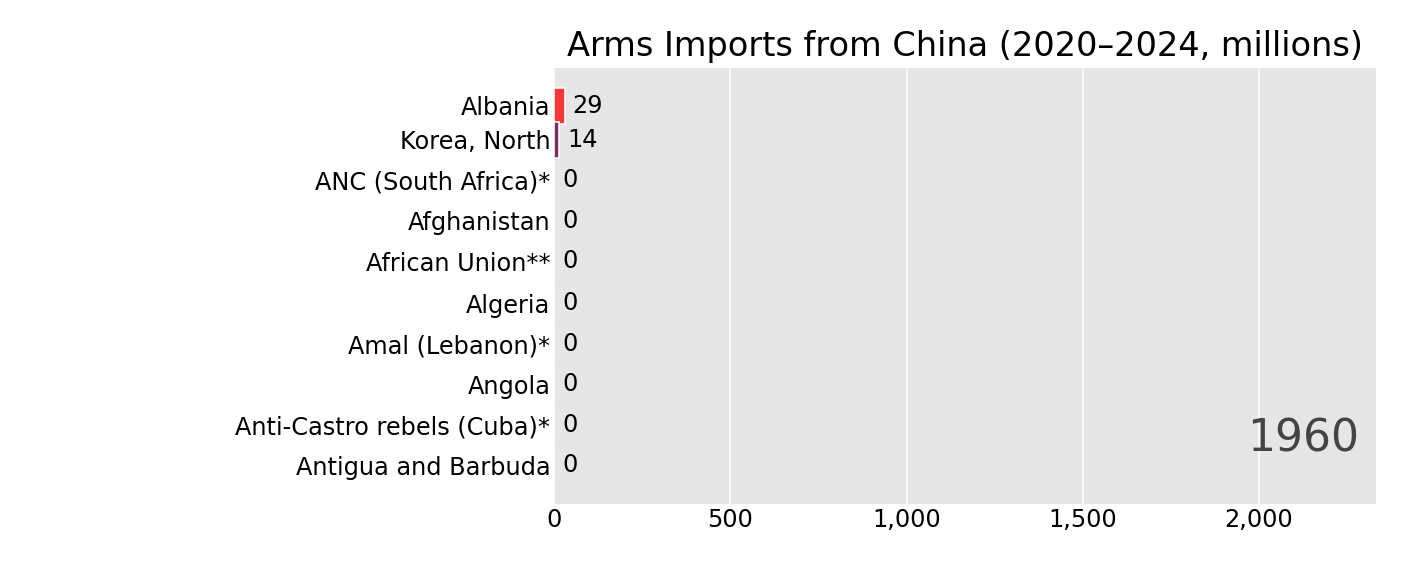 Arms Imports from China (2020–2024, millions)
Albania 29
Korea, North 14
ANC (South Africa)* 0
Afghanistan 0
African Union** 0
Algeria 0
Amal (Lebanon)* 0
Angola 0
Anti-Castro rebels (Cuba)* 0
1960
Antigua and Barbuda 0
0 500 1,000 1,500 2,000